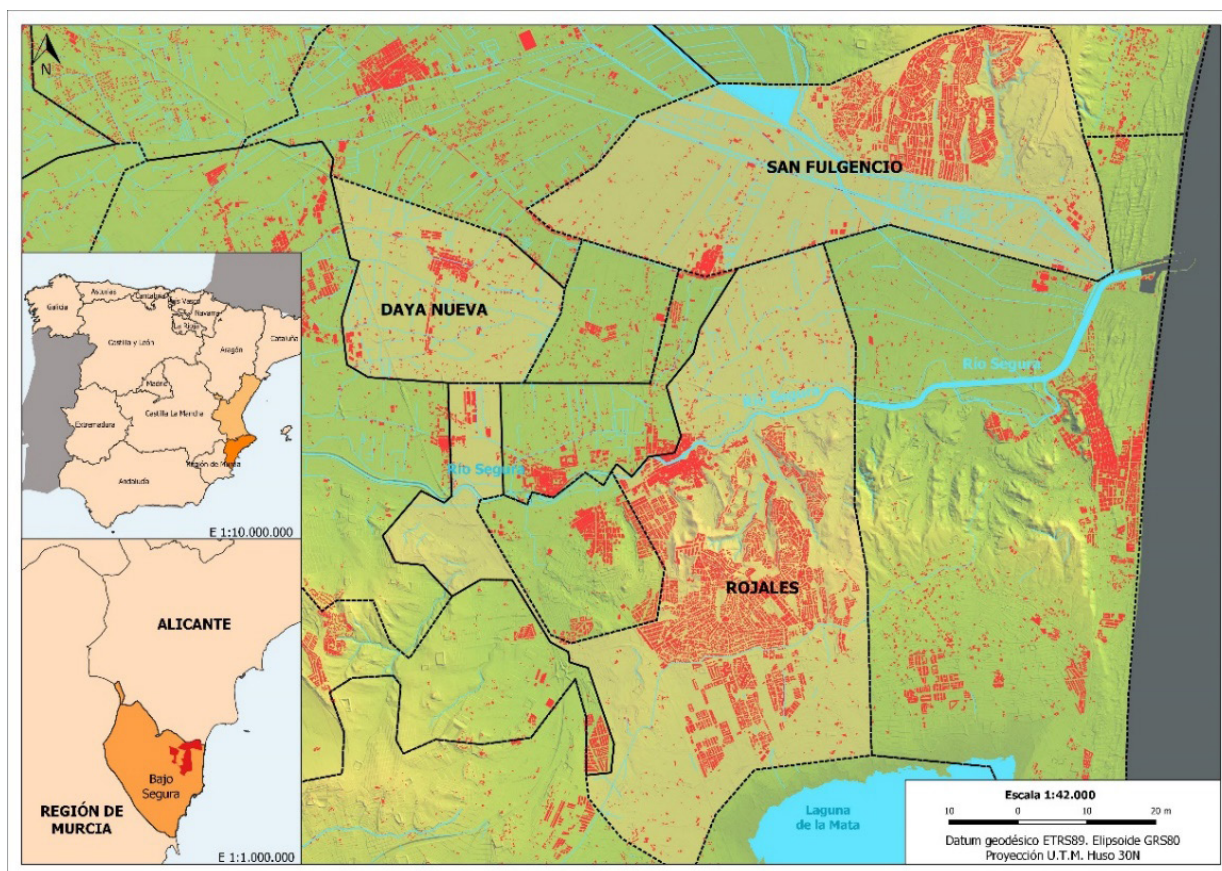 N
SAN FULGENCIO
DAYA NUEVA
Río Segura
Río Segura
Río Segura
ROJALES
Laguna
de la Mata
Galicia
Asturias
Cantabria
País Vasco
Navarra
La Rioja
Castilla y León
Aragón
Cataluña
Madrid
Castilla La Mancha
Extremadura
Región de Murcia
Andalucía
E 1:10.000.000
ALICANTE
Bajo
Segura
REGIÓN DE
MURCIA
E 1:1.000.000
Escala 1:42.000
10 0 10 20 m
Datum geodésico ETRS89. Elipsoide GRS80
Proyección U.T.M. Huso 30N